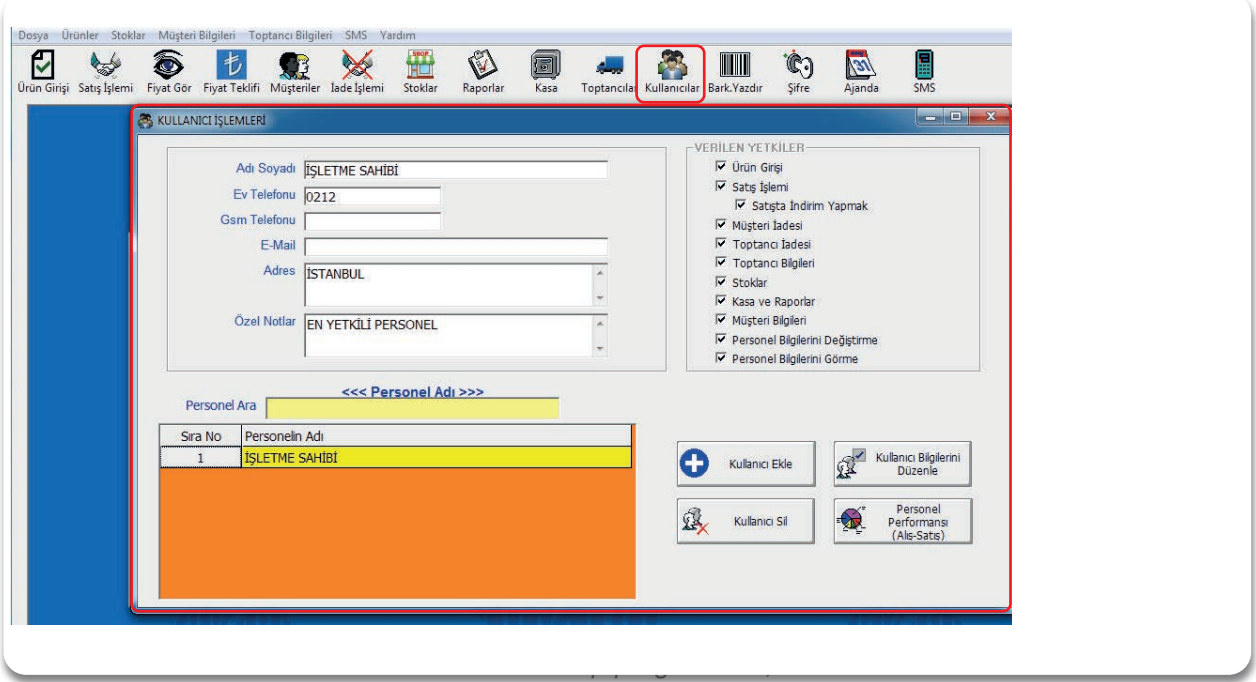 Dosya Ürünler Stoklar Müşteri Bilgileri Toptancı Bilgileri SMS Yardım
Ürün Girişi Satış İşlemi Fiyat Gör Fiyat Teklifi Müşteriler İade İşlemi Stoklar Raporlar Kasa Toptancılar Kullanıcılar Bark.Yazdır Şifre Ajanda SMS
KULLANICI İŞLEMLERİ
Adı Soyadı İŞLETME SAHİBİ
Ev Telefonu 0212
Gsm Telefonu
E-Mail
Adres İSTANBUL
Özel Notlar EN YETKİLİ PERSONEL
VERİLEN YETKİLER
Ürün Girişi
Satış İşlemi
Satışta İndirim Yapmak
Müşteri İadesi
Toptancı İadesi
Toptancı Bilgileri
Stoklar
Kasa ve Raporlar
Müşteri Bilgileri
Personel Bilgilerini Değiştirme
Personel Bilgilerini Görme
<<< Personel Adı >>>
Personel Ara
Sıra No Personelin Adı
1 İŞLETME SAHİBİ
Kullanıcı Ekle
Kullanıcı Bilgilerini
Düzenle
Kullanıcı Sil
Personel
Performansı
(Alış-Satış)